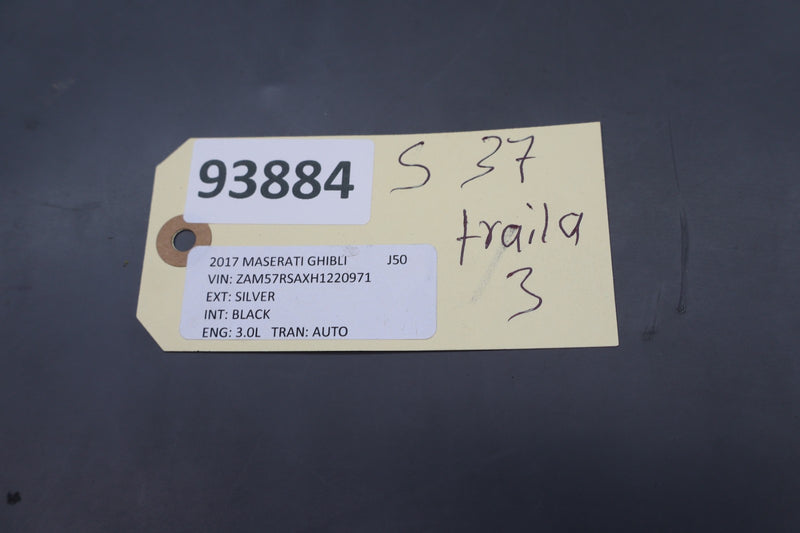 93884
S 37
traila
3
2017 MASERATI GHIBLI J50
VIN: ZAM57RSAXH1220971
EXT: SILVER
INT: BLACK
ENG: 3.0L TRAN: AUTO